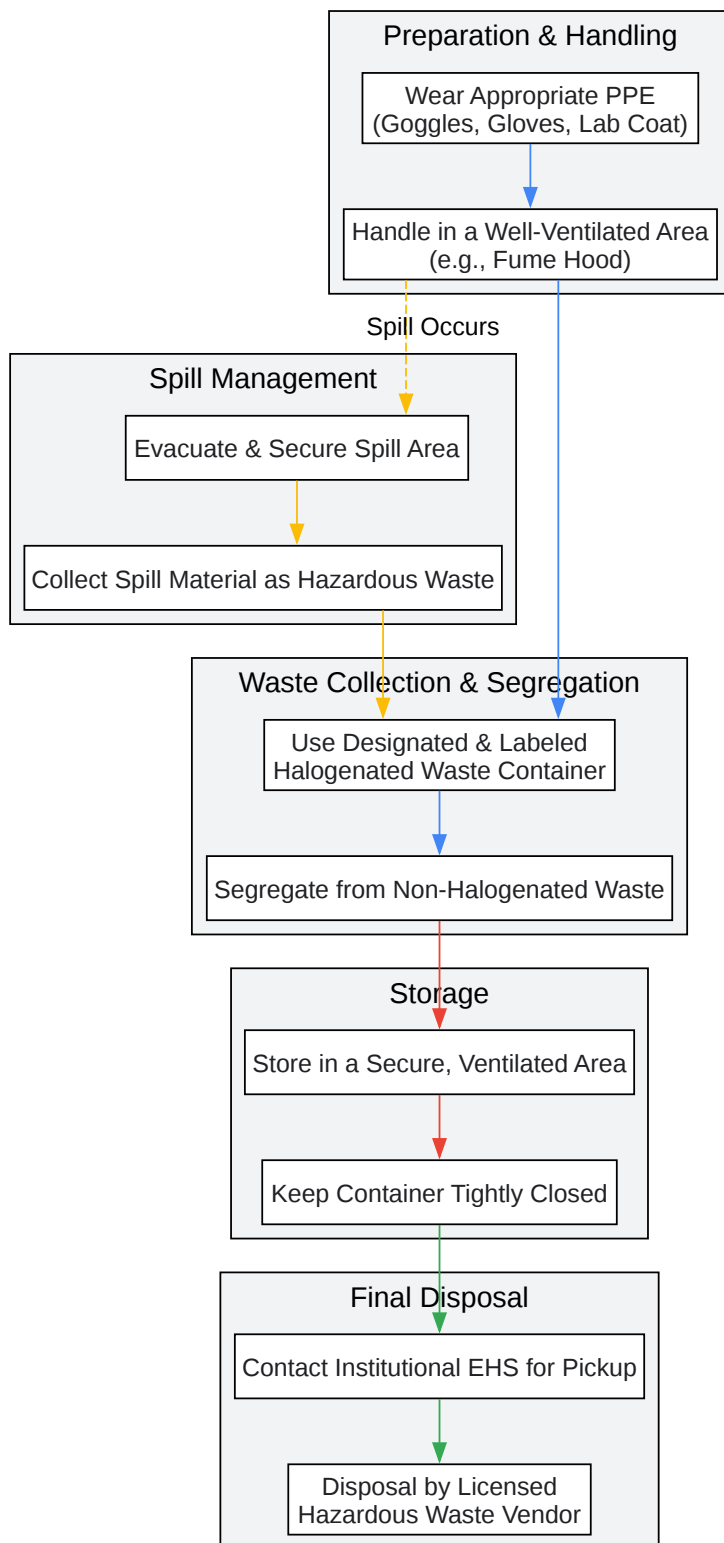 Preparation & Handling
Wear Appropriate PPE
(Goggles, Gloves, Lab Coat)
Handle in a Well-Ventilated Area
(e.g., Fume Hood)
Spill Occurs
Spill Management
Evacuate & Secure Spill Area
Collect Spill Material as Hazardous Waste
Waste Collection & Segregation
Use Designated & Labeled
Halogenated Waste Container
Segregate from Non-Halogenated Waste
Storage
Store in a Secure, Ventilated Area
Keep Container Tightly Closed
Final Disposal
Contact Institutional EHS for Pickup
Disposal by Licensed
Hazardous Waste Vendor